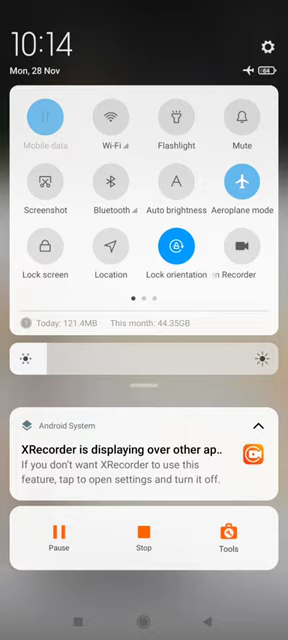 10:14
Mon, 28 Nov
64
Mobile data
Wi-Fi
Flashlight
Mute
Screenshot
Bluetooth
Auto brightness
Aeroplane mode
Lock screen
Location
Lock orientation
n Recorder
Today: 121.4MB
This month: 44.35GB
Android System
XRecorder is displaying over other ap..
If you don't want XRecorder to use this
feature, tap to open settings and turn it off.
Pause
Stop
Tools